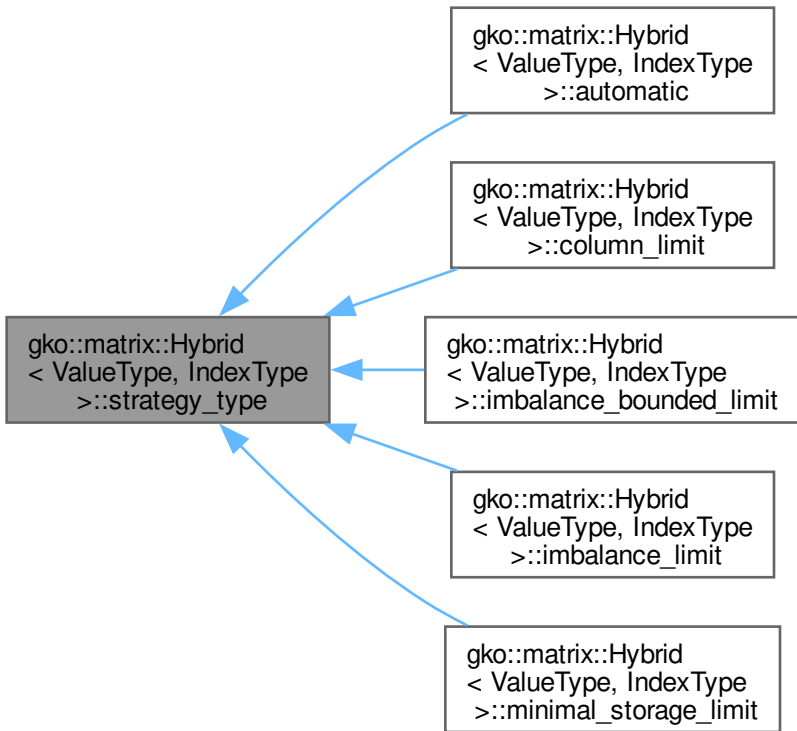 gko::matrix::Hybrid
< ValueType, IndexType
>::automatic
gko::matrix::Hybrid
< ValueType, IndexType
>::column_limit
gko::matrix::Hybrid
< ValueType, IndexType
>::strategy_type
gko::matrix::Hybrid
< ValueType, IndexType
>::imbalance_bounded_limit
gko::matrix::Hybrid
< ValueType, IndexType
>::imbalance_limit
gko::matrix::Hybrid
< ValueType, IndexType
>::minimal_storage_limit